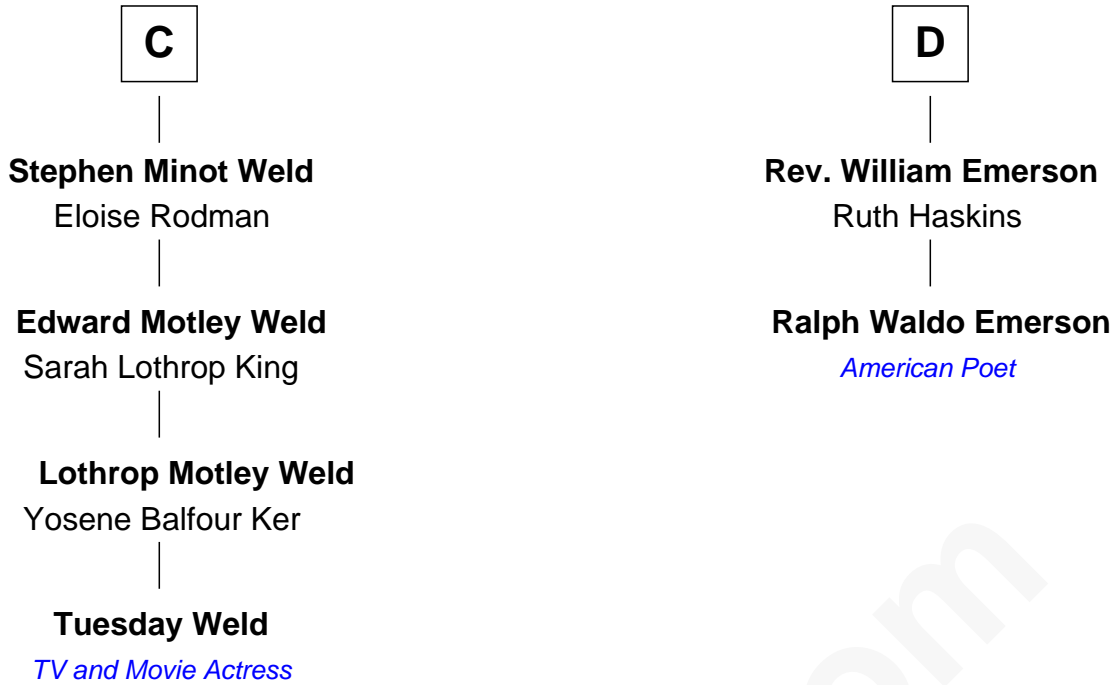 C
Stephen Minot Weld
Eloise Rodman
Edward Motley Weld
Sarah Lothrop King
Lothrop Motley Weld
Yosene Balfour Ker
Tuesday Weld
TV and Movie Actress
D
Rev. William Emerson
Ruth Haskins
Ralph Waldo Emerson
American Poet
om